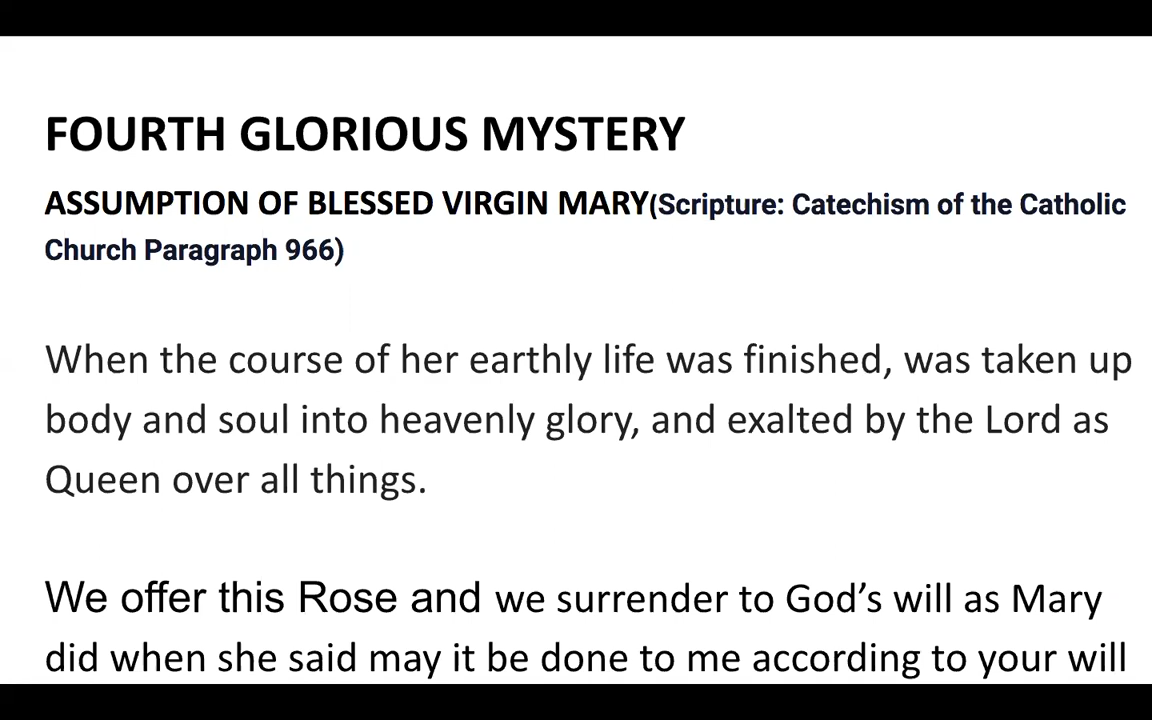 FOURTH GLORIOUS MYSTERY
ASSUMPTION OF BLESSED VIRGIN MARY(Scripture: Catechism of the Catholic
Church Paragraph 966)
When the course of her earthly life was finished, was taken up
body and soul into heavenly glory, and exalted by the Lord as
Queen over all things.
We offer this Rose and we surrender to God’s will as Mary
did when she said may it be done to me according to your will